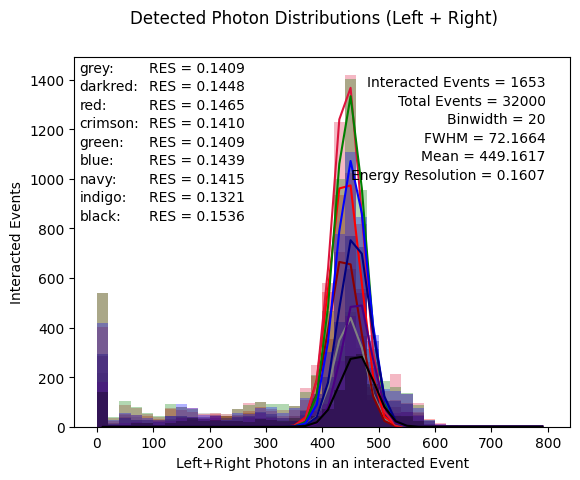 Detected Photon Distributions (Left + Right)
grey: RES = 0.1409
darkred: RES = 0.1448
red: RES = 0.1465
crimson: RES = 0.1410
green: RES = 0.1409
blue: RES = 0.1439
navy: RES = 0.1415
indigo: RES = 0.1321
black: RES = 0.1536
Interacted Events = 1653
Total Events = 32000
Binwidth = 20
FWHM = 72.1664
Mean = 449.1617
Energy Resolution = 0.1607
Interacted Events
1400
1200
1000
800
600
400
200
0
0 100 200 300 400 500 600 700 800
Left+Right Photons in an interacted Event